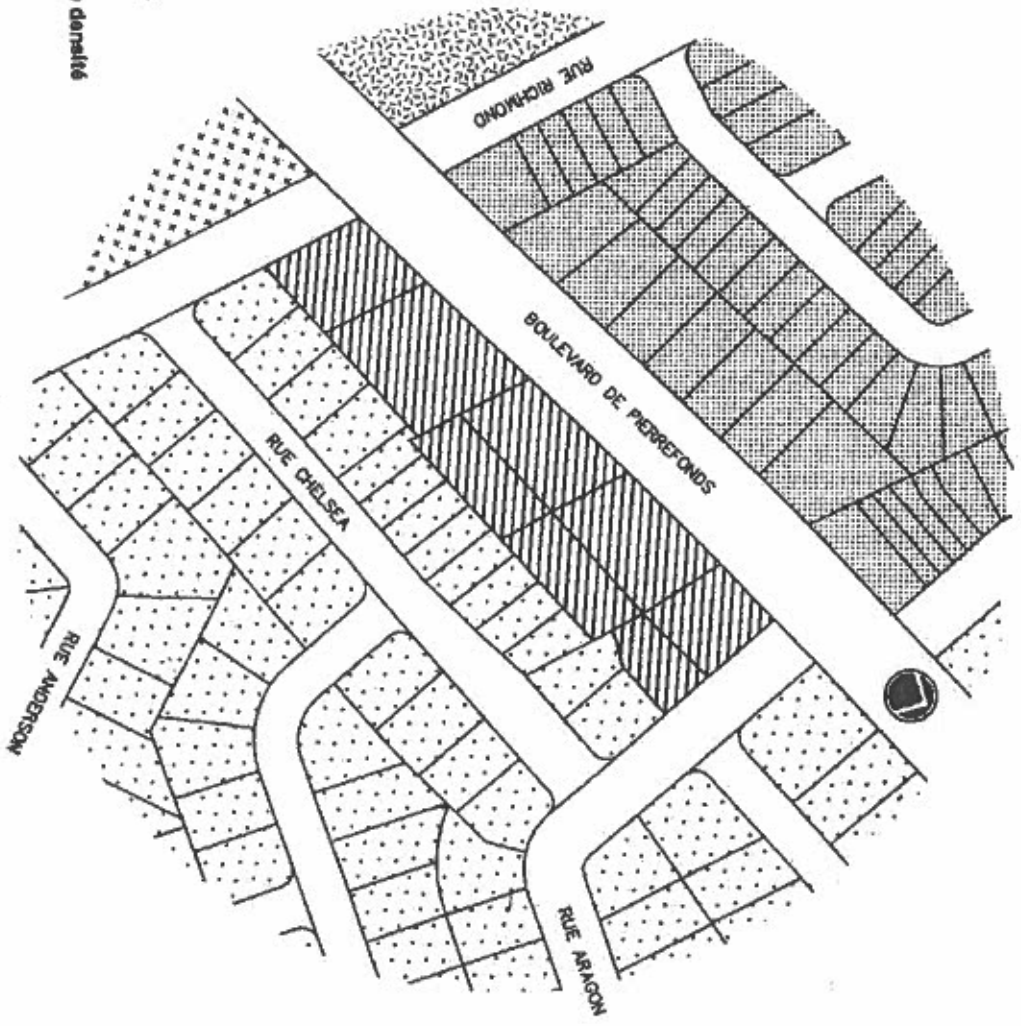 densité
RUE RICHMOND
BOULEVARD DE PIERREFONDS
RUE CHELSEA
RUE ANDERSON
RUE ARAGON